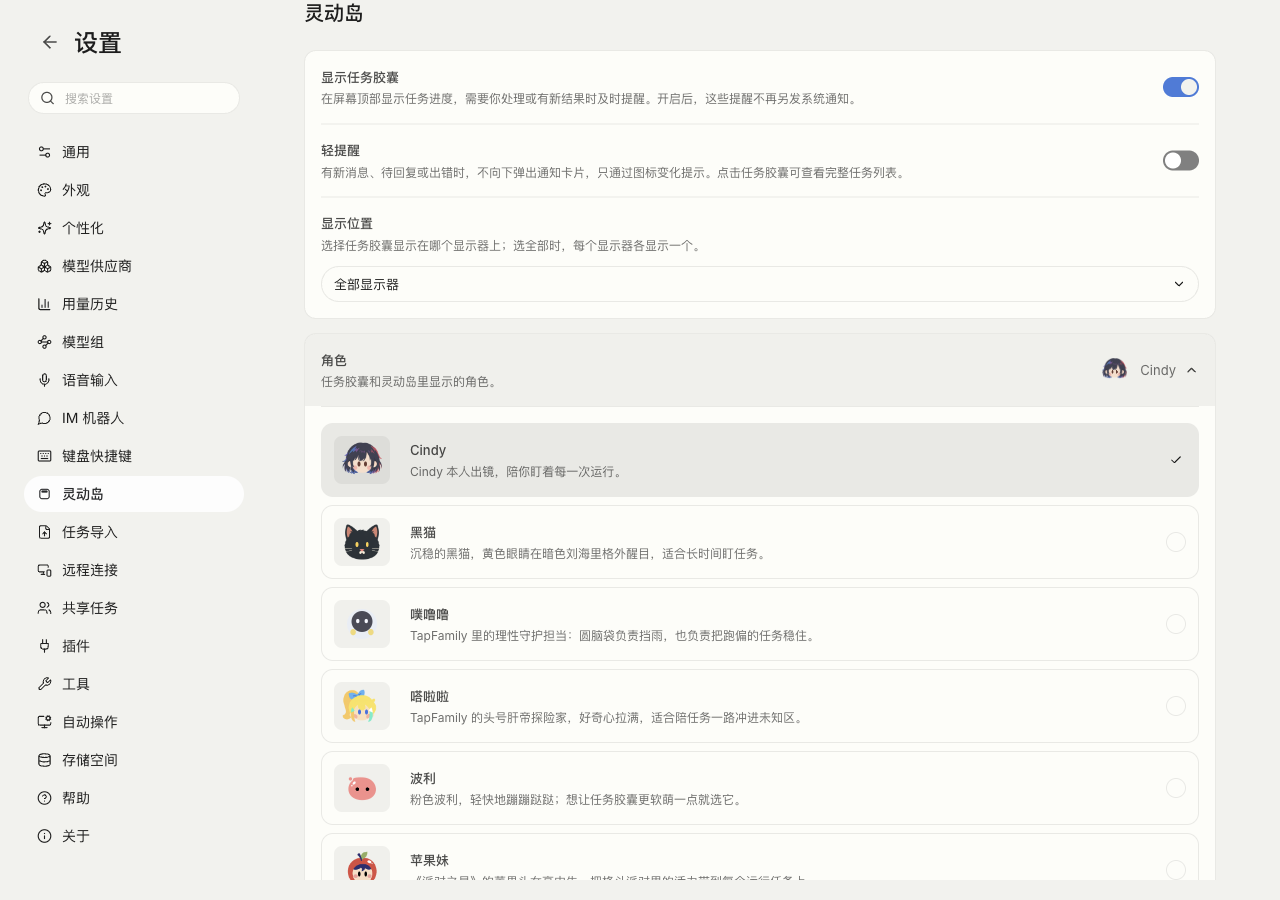 设置
搜索设置
通用
外观
个性化
模型供应商
用量历史
模型组
语音输入
IM 机器人
键盘快捷键
灵动岛
任务导入
远程连接
共享任务
插件
工具
自动操作
存储空间
帮助
关于
灵动岛
显示任务胶囊
在屏幕顶部显示任务进度，需要你处理或有新结果时及时提醒。开启后，这些提醒不再另发系统通知。
轻提醒
有新消息、待回复或出错时，不向下弹出通知卡片，只通过图标变化提示。点击任务胶囊可查看完整任务列表。
显示位置
选择任务胶囊显示在哪个显示器上；选全部时，每个显示器各显示一个。
全部显示器
角色
任务胶囊和灵动岛里显示的角色。
Cindy
Cindy
Cindy 本人出镜，陪你盯着每一次运行。
黑猫
沉稳的黑猫，黄色眼睛在暗色刘海里格外醒目，适合长时间盯任务。
噗噜噜
TapFamily 里的理性守护担当：圆脑袋负责挡雨，也负责把跑偏的任务稳住。
嗒啦啦
TapFamily 的头号肝帝探险家，好奇心拉满，适合陪任务一路冲进未知区。
波利
粉色波利，轻快地蹦蹦跶跶；想让任务胶囊更软萌一点就选它。
苹果妹